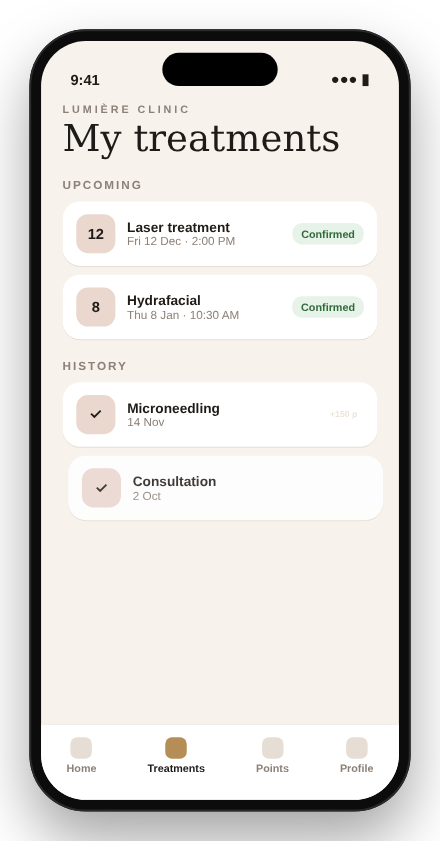 9:41
LUMIÈRE CLINIC
My treatments
UPCOMING
12
Laser treatment
Fri 12 Dec · 2:00 PM
Confirmed
8
Hydrafacial
Thu 8 Jan · 10:30 AM
Confirmed
HISTORY
Microneedling
14 Nov
+150 p
Consultation
2 Oct
Home
Treatments
Points
Profile